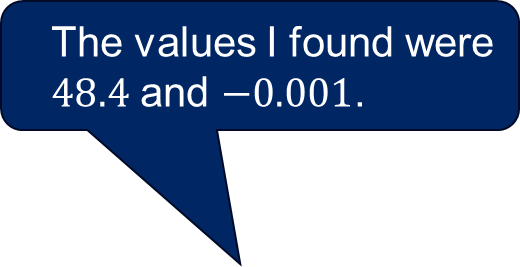 The values I found were
48.4 and −0.001.